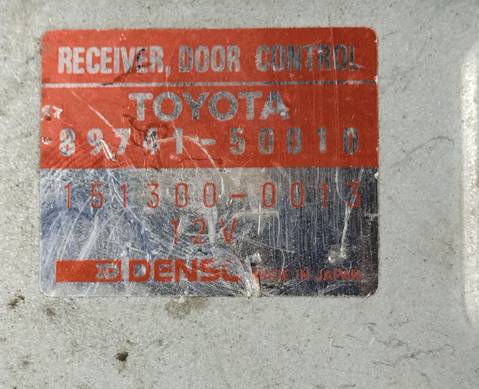 RECEIVER, DOOR CONTROL
TOYOTA
89741-50010
151300-0013
12V
DENSO MADE IN JAPAN